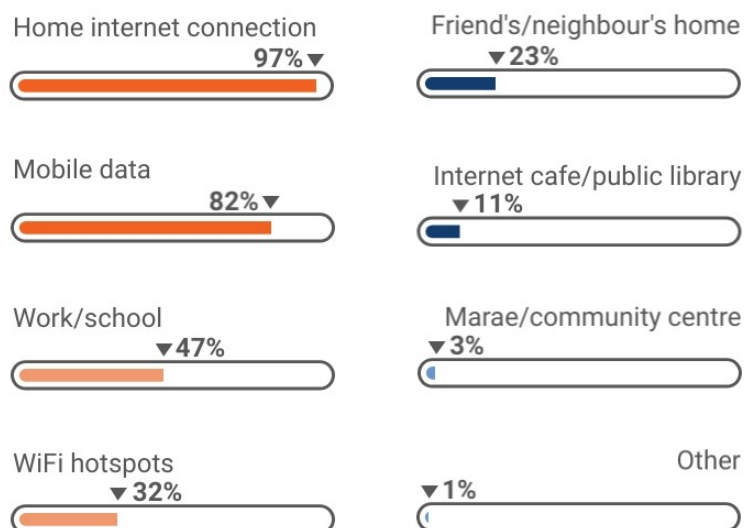 Home internet connection
97%
Mobile data
82%
Work/school
47%
WiFi hotspots
32%
Friend's/neighbour's home
23%
Internet cafe/public library
11%
Marae/community centre
3%
Other
1%